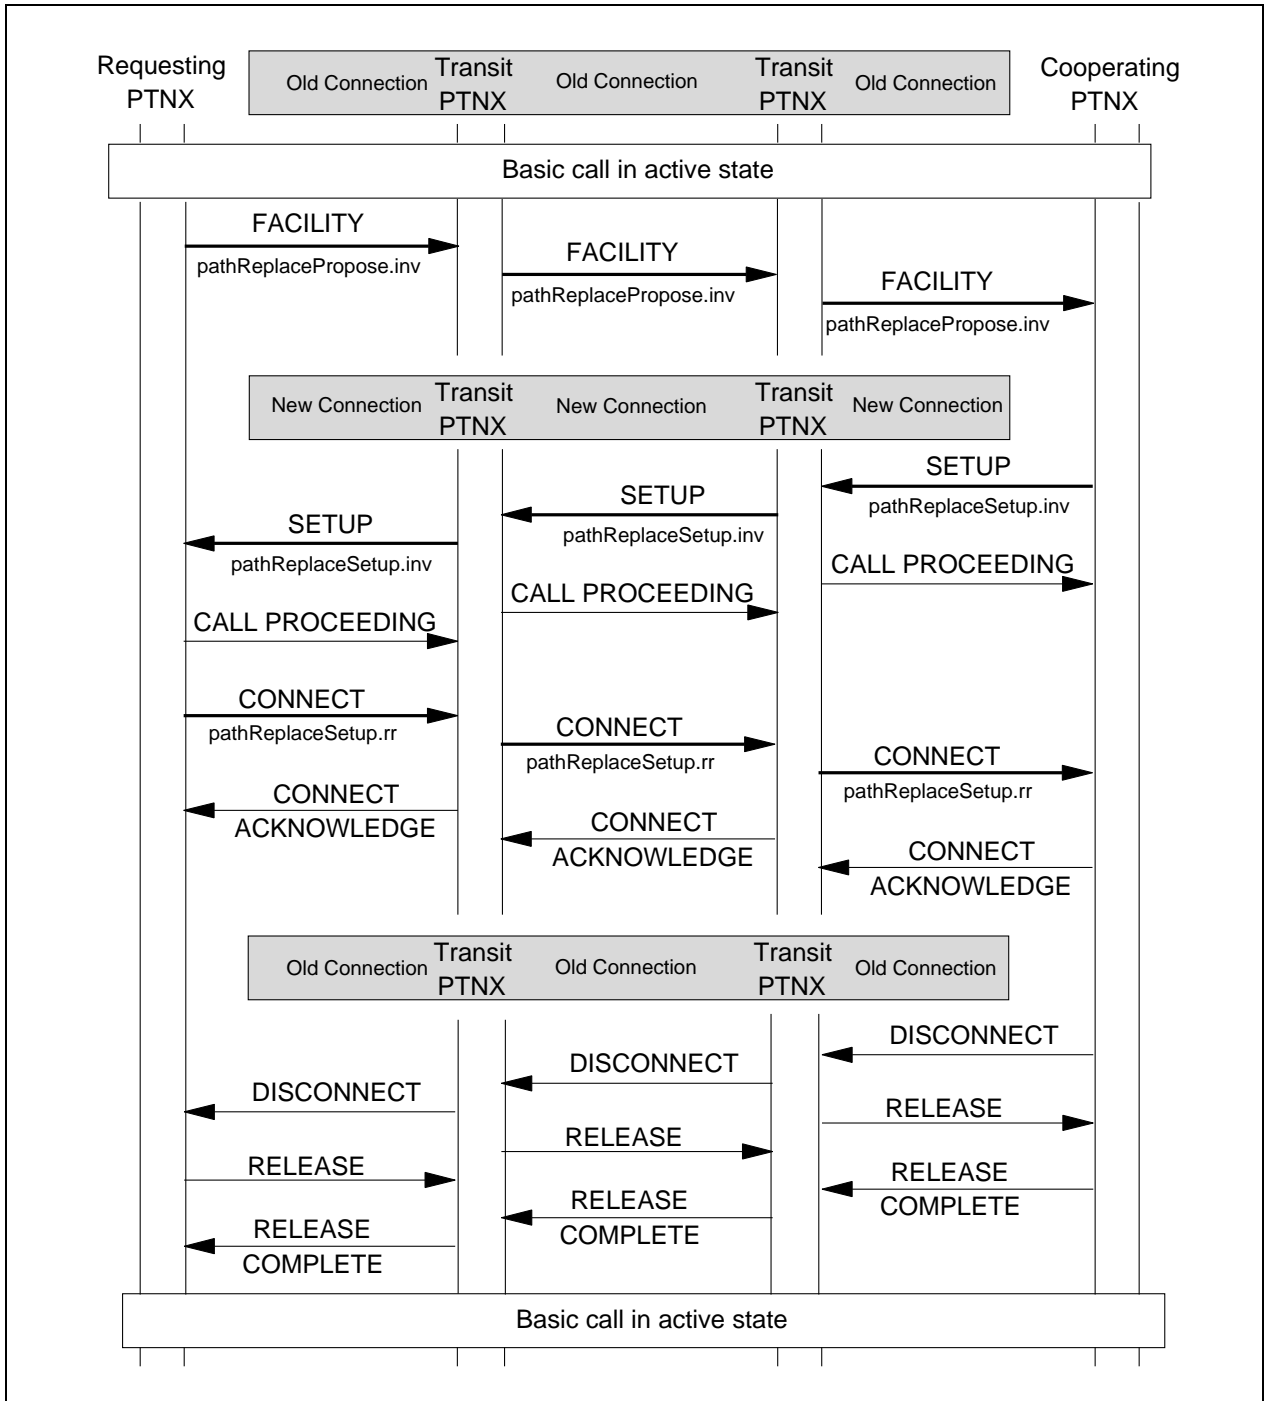 Requesting
PTNX
Old Connection
Transit
PTNX
Old Connection
Transit
PTNX
Old Connection
Cooperating
PTNX
Basic call in active state
FACILITY
pathReplacePropose.inv
FACILITY
pathReplacePropose.inv
FACILITY
pathReplacePropose.inv
New Connection
Transit
PTNX
New Connection
Transit
PTNX
New Connection
SETUP
pathReplaceSetup.inv
SETUP
pathReplaceSetup.inv
SETUP
pathReplaceSetup.inv
CALL PROCEEDING
CALL PROCEEDING
CALL PROCEEDING
CONNECT
pathReplaceSetup.rr
CONNECT
pathReplaceSetup.rr
CONNECT
pathReplaceSetup.rr
CONNECT
ACKNOWLEDGE
CONNECT
ACKNOWLEDGE
CONNECT
ACKNOWLEDGE
Old Connection
Transit
PTNX
Old Connection
Transit
PTNX
Old Connection
DISCONNECT
DISCONNECT
DISCONNECT
RELEASE
RELEASE
RELEASE
RELEASE
COMPLETE
RELEASE
COMPLETE
RELEASE
COMPLETE
Basic call in active state